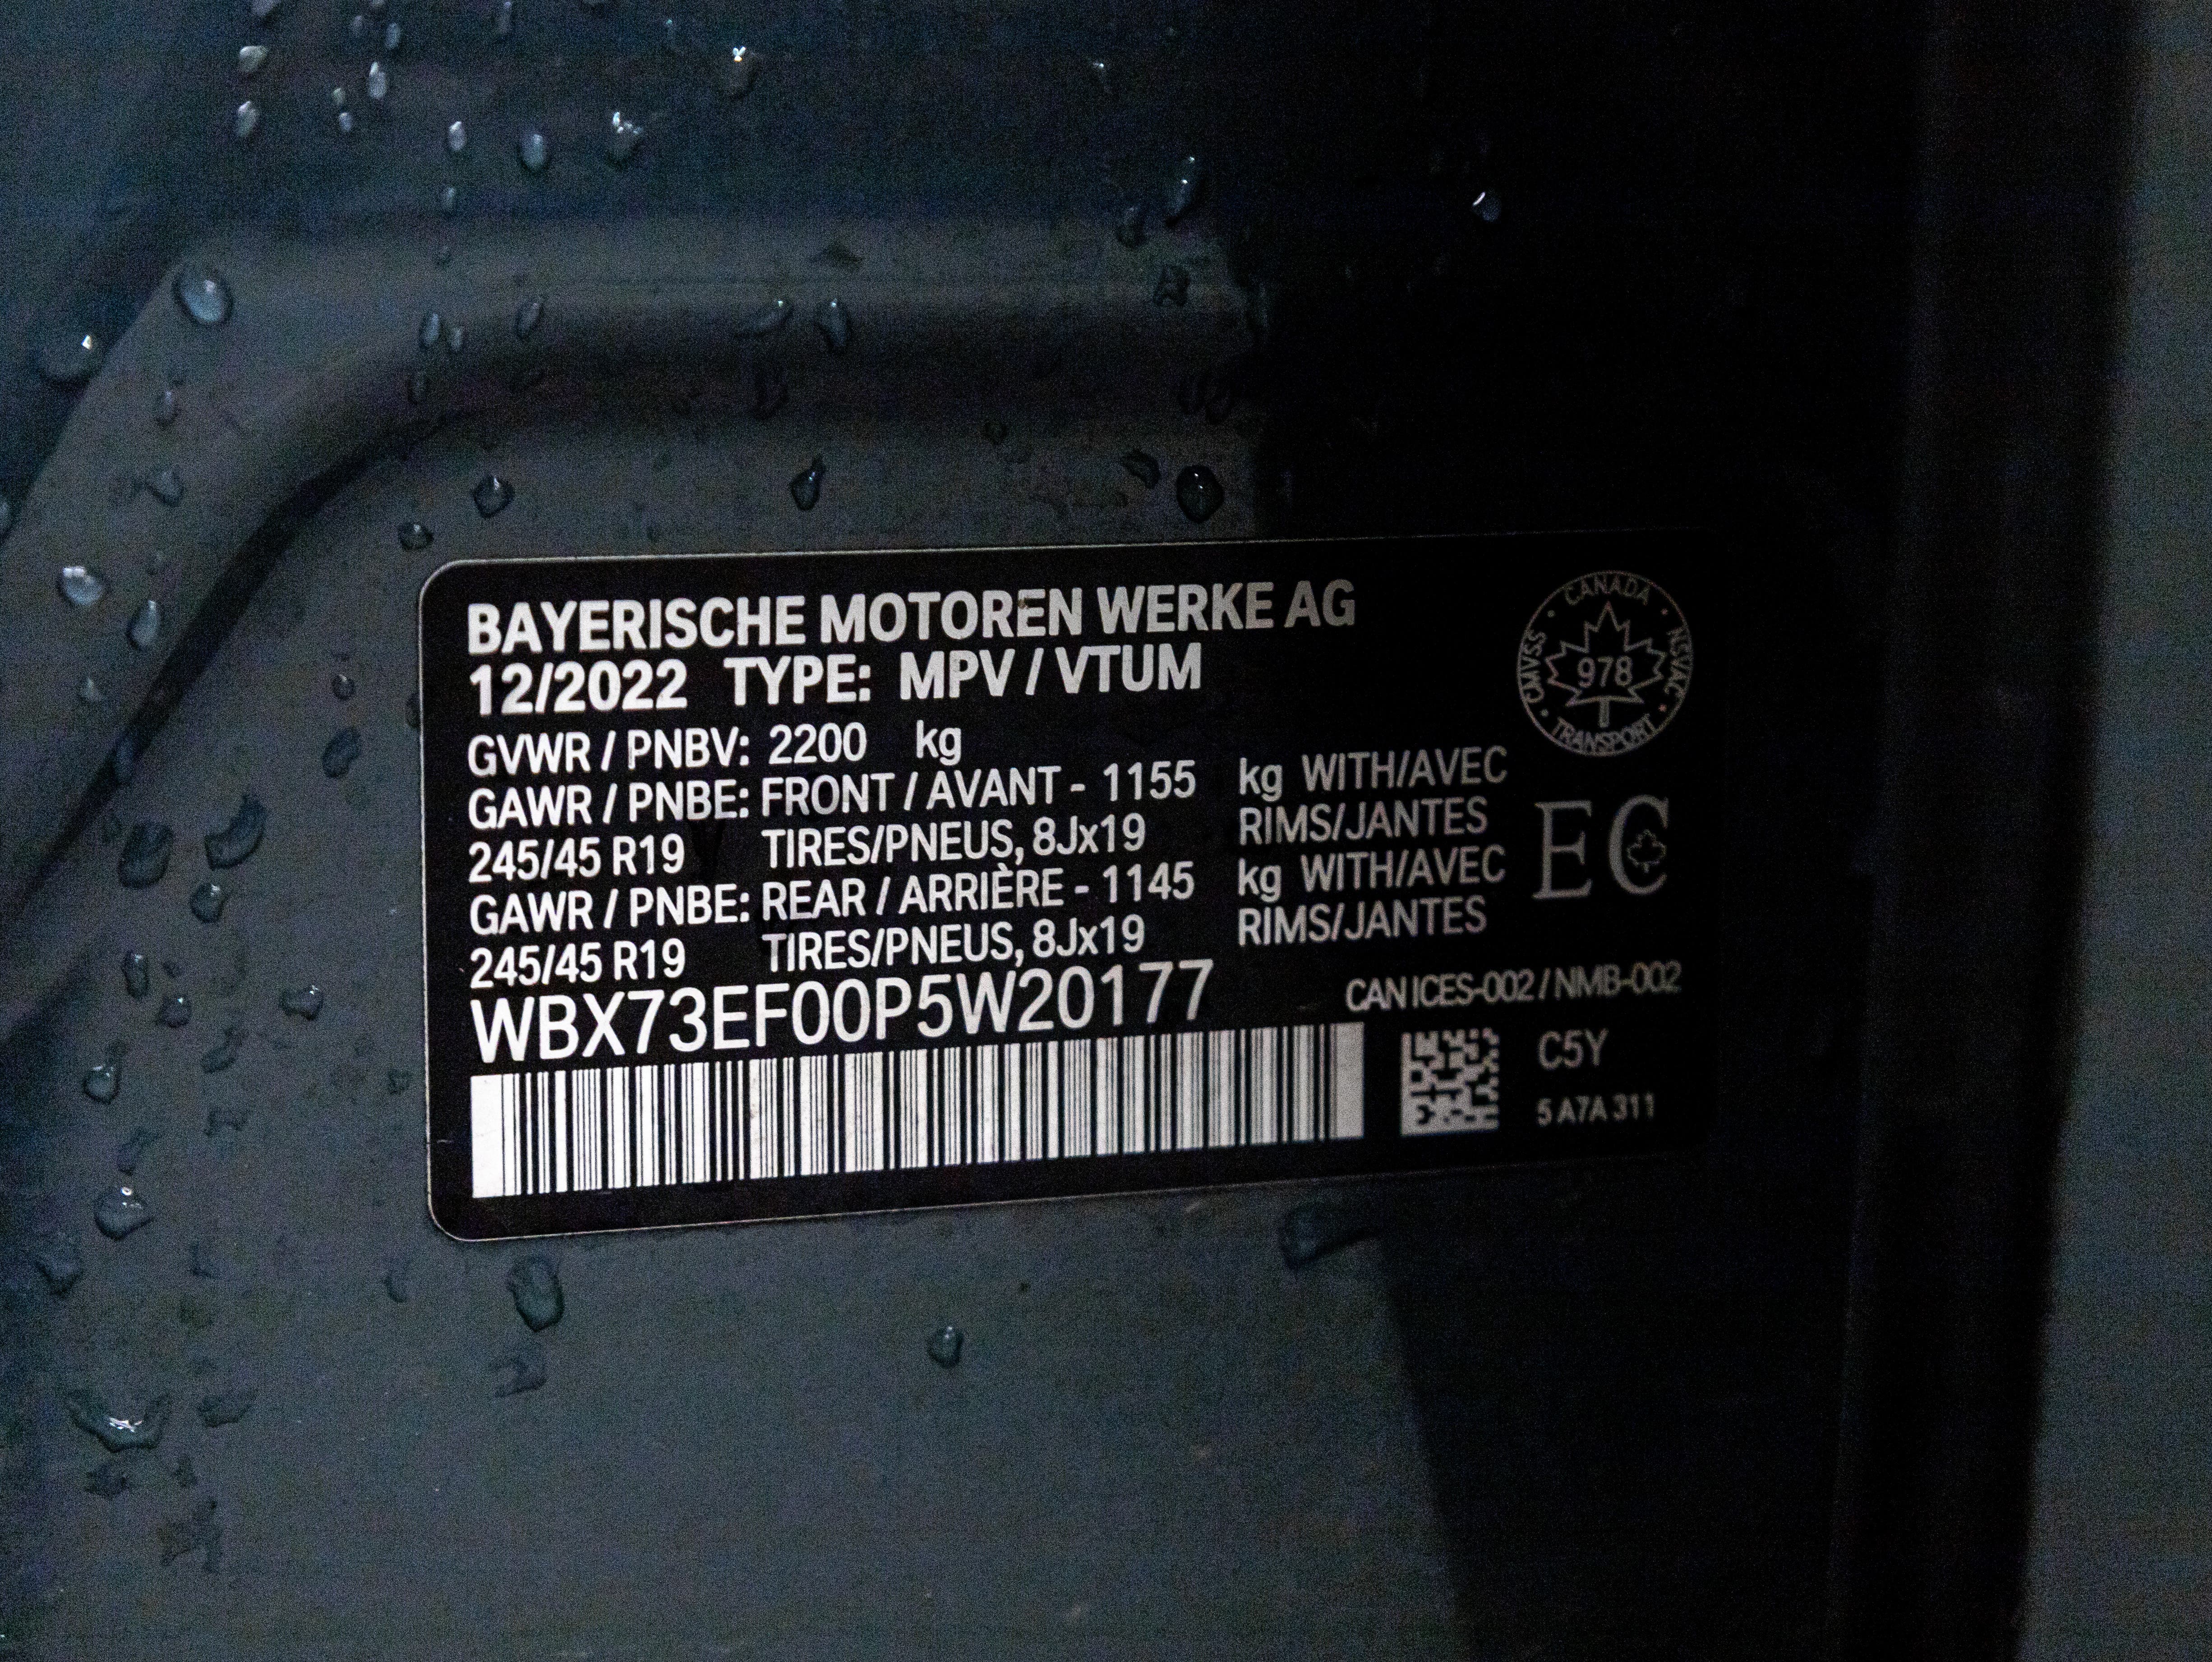 BAYERISCHE MOTOREN WERKE AG
12/2022 TYPE: MPV / VTUM
GVWR / PNBV: 2200 kg
GAWR / PNBE: FRONT / AVANT - 1155 kg WITH/AVEC
245/45 R19 TIRES/PNEUS, 8Jx19 RIMS/JANTES
GAWR / PNBE: REAR / ARRIÈRE - 1145 kg WITH/AVEC
245/45 R19 TIRES/PNEUS, 8Jx19 RIMS/JANTES
WBX73EF00P5W20177
CANADA
NSVAC
TRANSPORT
CMVSS
978
EC
CAN ICES-002 / NMB-002
C5Y
5 A7A 311